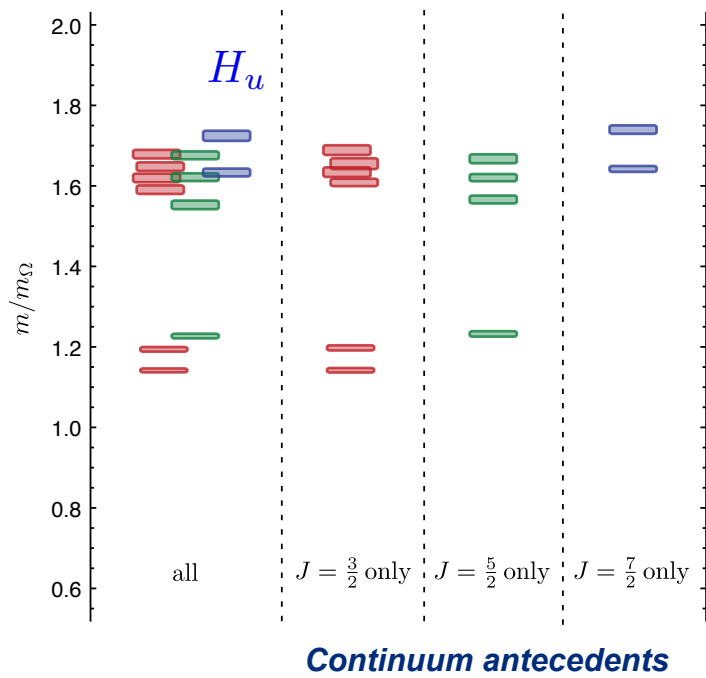 2.0
H_u
1.8
1.6
1.4
m/m_Ω
1.2
1.0
0.8
0.6
all
J = 3/2 only
J = 5/2 only
J = 7/2 only
Continuum antecedents